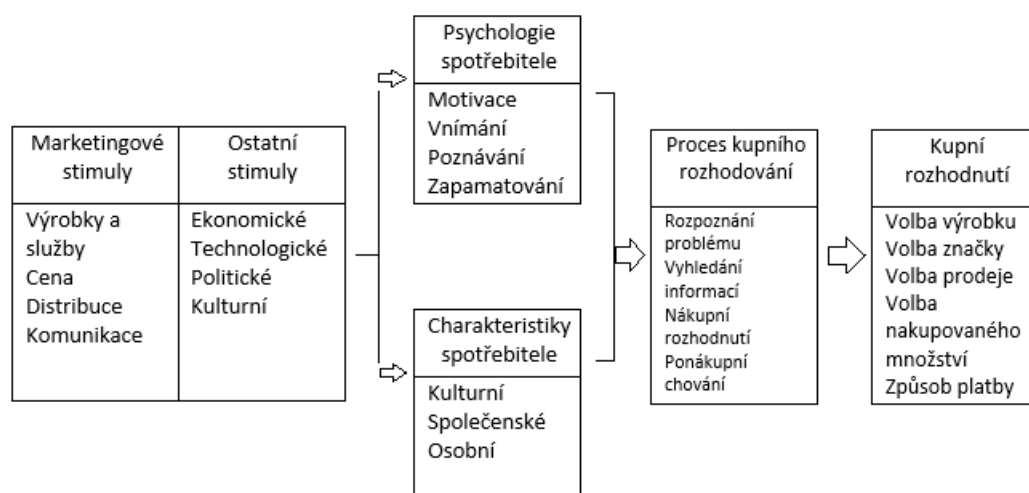 Marketingové
stimuly
Výrobky a
služby
Cena
Distribuce
Komunikace
Ostatní
stimuly
Ekonomické
Technologické
Politické
Kulturní
Psychologie
spotřebitele
Motivace
Vnímání
Poznávání
Zapamatování
Charakteristiky
spotřebitele
Kulturní
Společenské
Osobní
Proces kupního
rozhodování
Rozpoznání
problému
Vyhledání
informací
Nákupní
rozhodnutí
Ponákupní
chování
Kupní
rozhodnutí
Volba výrobku
Volba značky
Volba prodeje
Volba
nakupovaného
množství
Způsob platby